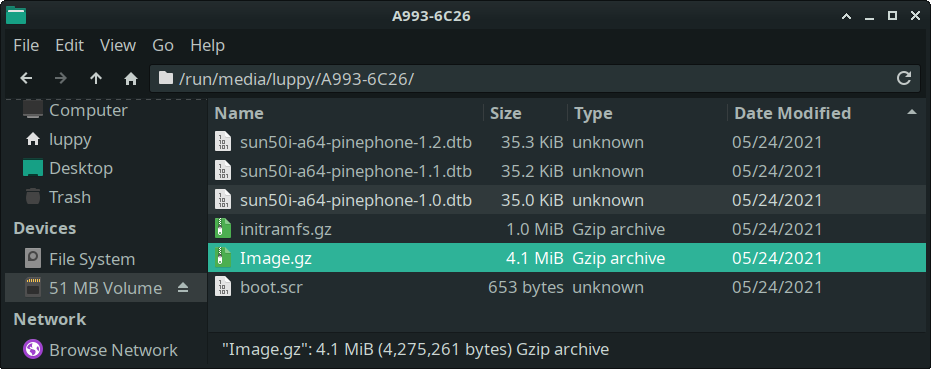 A993-6C26
File Edit View Go Help
/run/media/luppy/A993-6C26/
Computer
luppy
Desktop
Trash
Devices
File System
51 MB Volume
Network
Browse Network
Name Size Type Date Modified
sun50i-a64-pinephone-1.2.dtb 35.3 KiB unknown 05/24/2021
sun50i-a64-pinephone-1.1.dtb 35.2 KiB unknown 05/24/2021
sun50i-a64-pinephone-1.0.dtb 35.0 KiB unknown 05/24/2021
initramfs.gz 1.0 MiB Gzip archive 05/24/2021
Image.gz 4.1 MiB Gzip archive 05/24/2021
boot.scr 653 bytes unknown 05/24/2021
"Image.gz": 4.1 MiB (4,275,261 bytes) Gzip archive